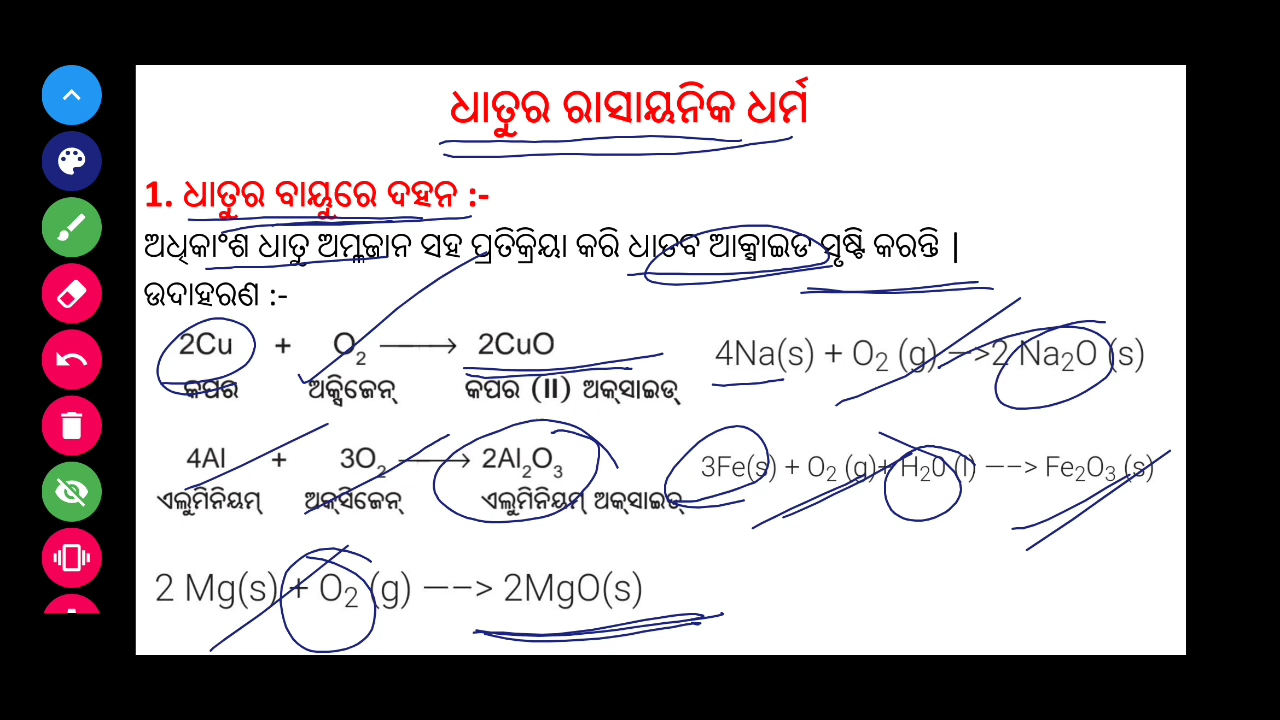 ଧାତୁର ରାସାୟନିକ ଧର୍ମ
1. ଧାତୁର ବାୟୁରେ ଦହନ :-
ଅଧିକାଂଶ ଧାତୁ ଅମ୍ଳଜାନ ସହ ପ୍ରତିକ୍ରିୟା କରି ଧାତବ ଆକ୍ସାଇଡ ସୃଷ୍ଟି କରନ୍ତି |
ଉଦାହରଣ :-
2Cu + O₂ ⟶ 2CuO
କପର ଅକ୍ସିଜେନ୍ କପର (II) ଅକ୍‌ସାଇଡ୍
4Al + 3O₂ ⟶ 2Al₂O₃
ଏଲୁମିନିୟମ୍ ଅକ୍‌ସିଜେନ୍ ଏଲୁମିନିୟମ୍ ଅକ୍‌ସାଇଡ୍
2 Mg(s) + O₂ (g) −−> 2MgO(s)
4Na(s) + O₂ (g) −−>2 Na₂O (s)
3Fe(s) + O₂ (g)+ H₂0 (l) −−> Fe₂O₃ (s)